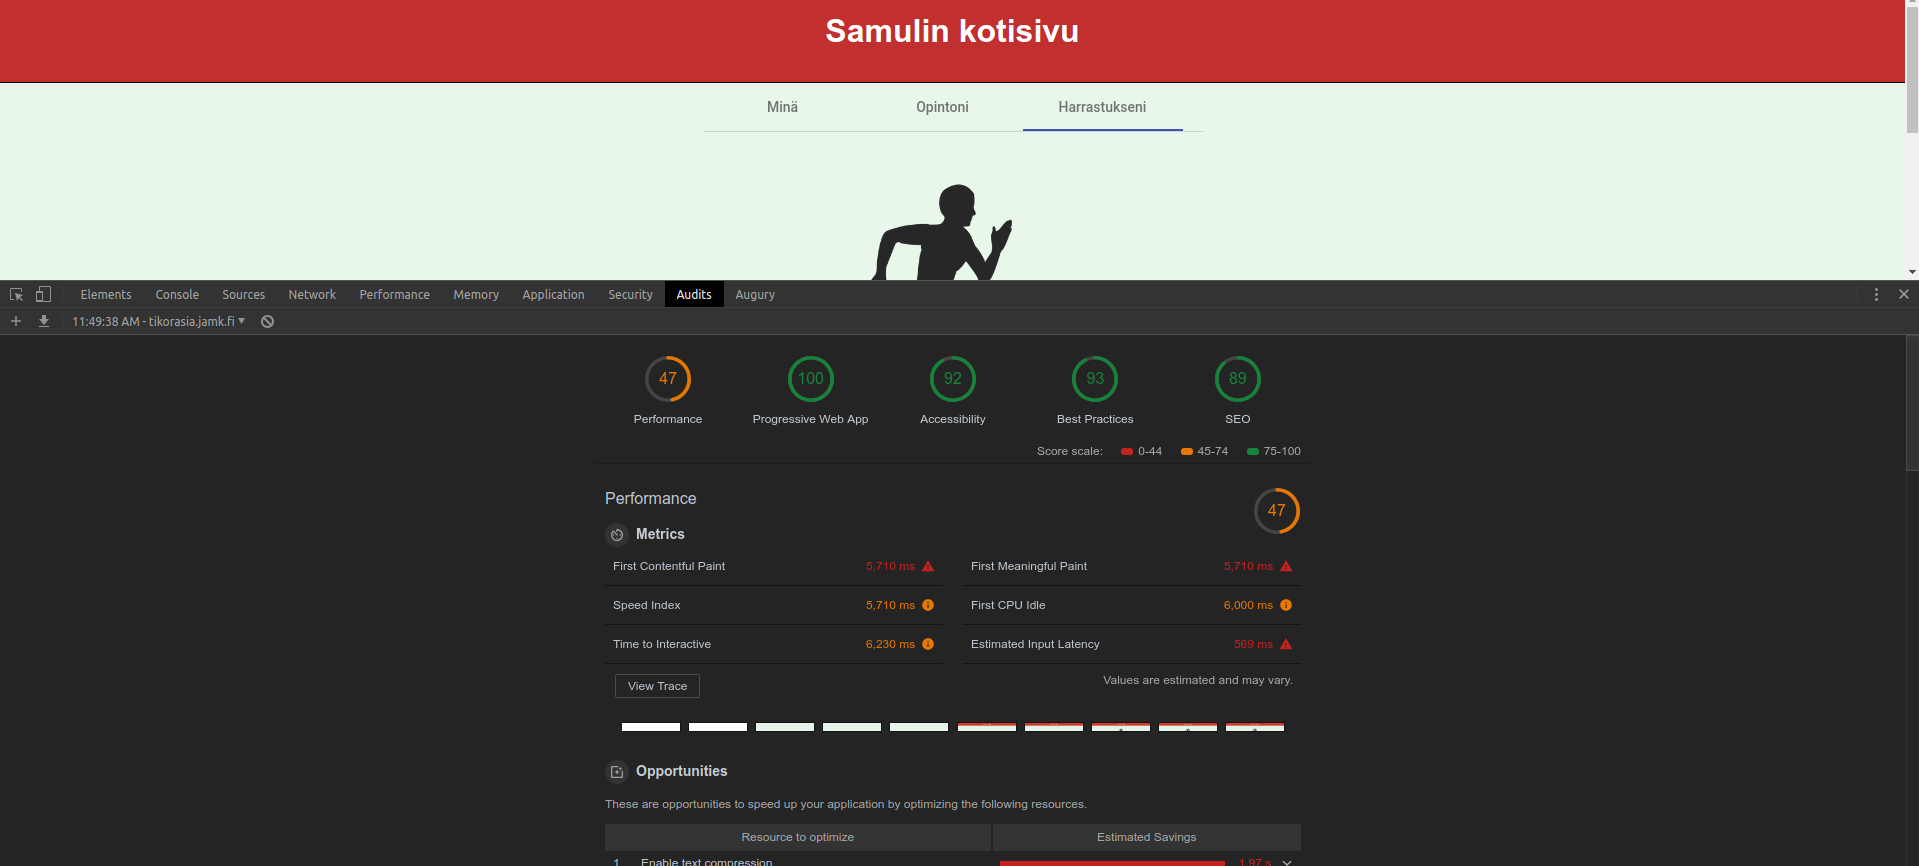 Samulin kotisivu
Minä Opintoni Harrastukseni
Elements Console Sources Network Performance Memory Application Security Audits Augury
11:49:38 AM - tikorasia.jamk.fi
47 100 92 93 89
Performance Progressive Web App Accessibility Best Practices SEO
Score scale: 0-44 45-74 75-100
Performance 47
Metrics
First Contentful Paint 5,710 ms First Meaningful Paint 5,710 ms
Speed Index 5,710 ms First CPU Idle 6,000 ms
Time to Interactive 6,230 ms Estimated Input Latency 569 ms
View Trace Values are estimated and may vary.
Opportunities
These are opportunities to speed up your application by optimizing the following resources.
Resource to optimize Estimated Savings
1 Enable text compression 1.97 s